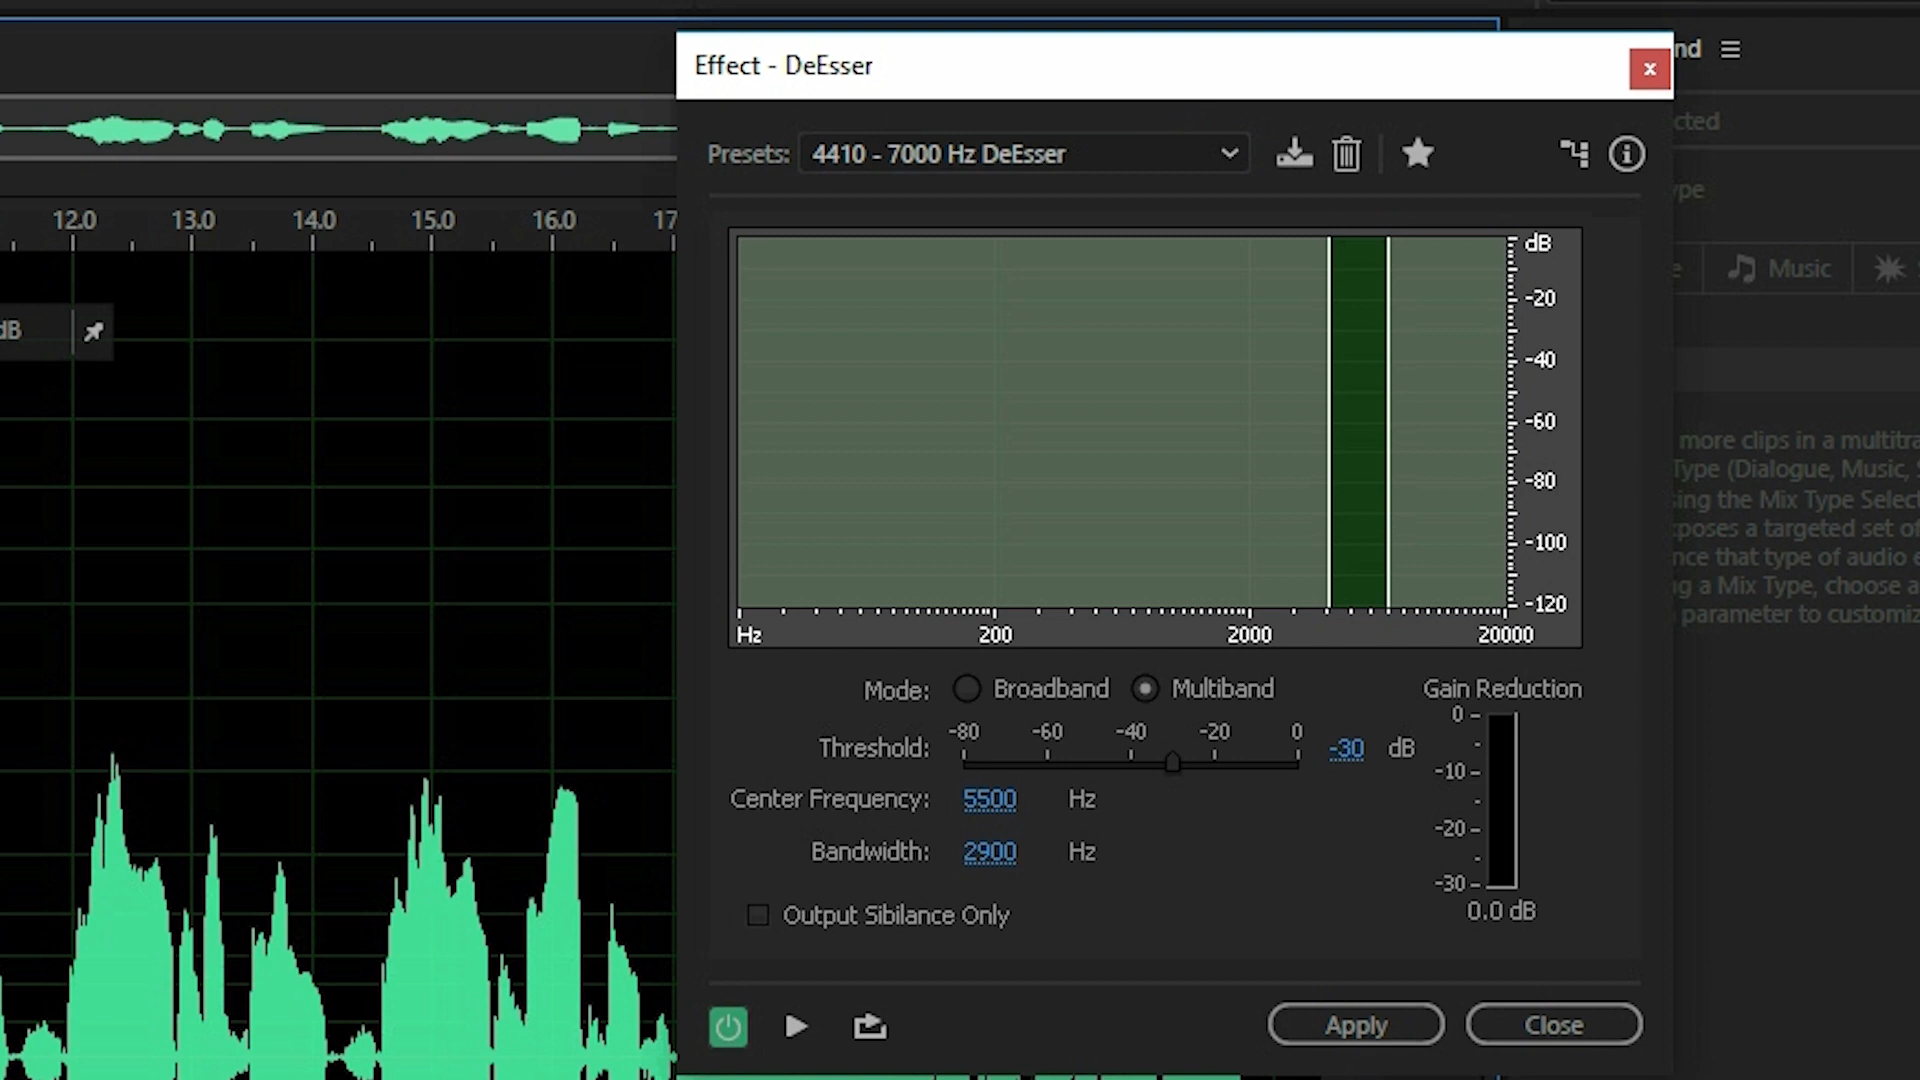 Effect - DeEsser
x
nd
Presets: 4410 - 7000 Hz DeEsser
cted
ype
12.0 13.0 14.0 15.0 16.0 17
dB
-20
-40
-60
-80
-100
-120
Hz 200 2000 20000
dB
Music
more clips in a multitra
Type (Dialogue, Music, S
sing the Mix Type Select
xposes a targeted set of
nce that type of audio e
ng a Mix Type, choose a
parameter to customiz
Mode: Broadband Multiband
Gain Reduction
Threshold: -80 -60 -40 -20 0 -30 dB
Center Frequency: 5500 Hz
Bandwidth: 2900 Hz
Output Sibilance Only
0
-10
-20
-30
0.0 dB
Apply Close